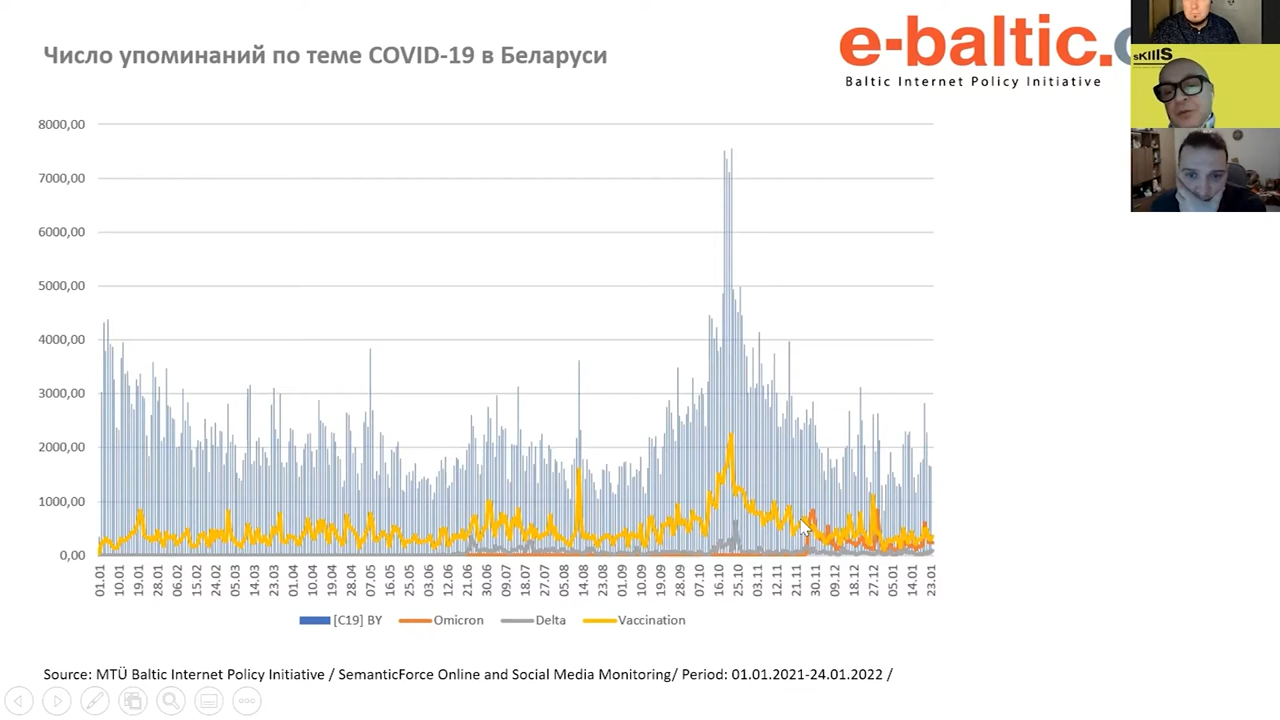 Число упоминаний по теме COVID-19 в Беларуси
e-baltic.
Baltic Internet Policy Initiative
sKillS
8000,00
7000,00
6000,00
5000,00
4000,00
3000,00
2000,00
1000,00
0,00
01.01 10.01 19.01 28.01 06.02 15.02 24.02 05.03 14.03 23.03 01.04 10.04 19.04 28.04 07.05 16.05 25.05 03.06 12.06 21.06 30.06 09.07 18.07 27.07 05.08 14.08 23.08 01.09 10.09 19.09 28.09 07.10 16.10 25.10 03.11 12.11 21.11 30.11 09.12 18.12 27.12 05.01 14.01 23.01
[C19] BY Omicron Delta Vaccination
Source: MTÜ Baltic Internet Policy Initiative / SemanticForce Online and Social Media Monitoring/ Period: 01.01.2021-24.01.2022 /